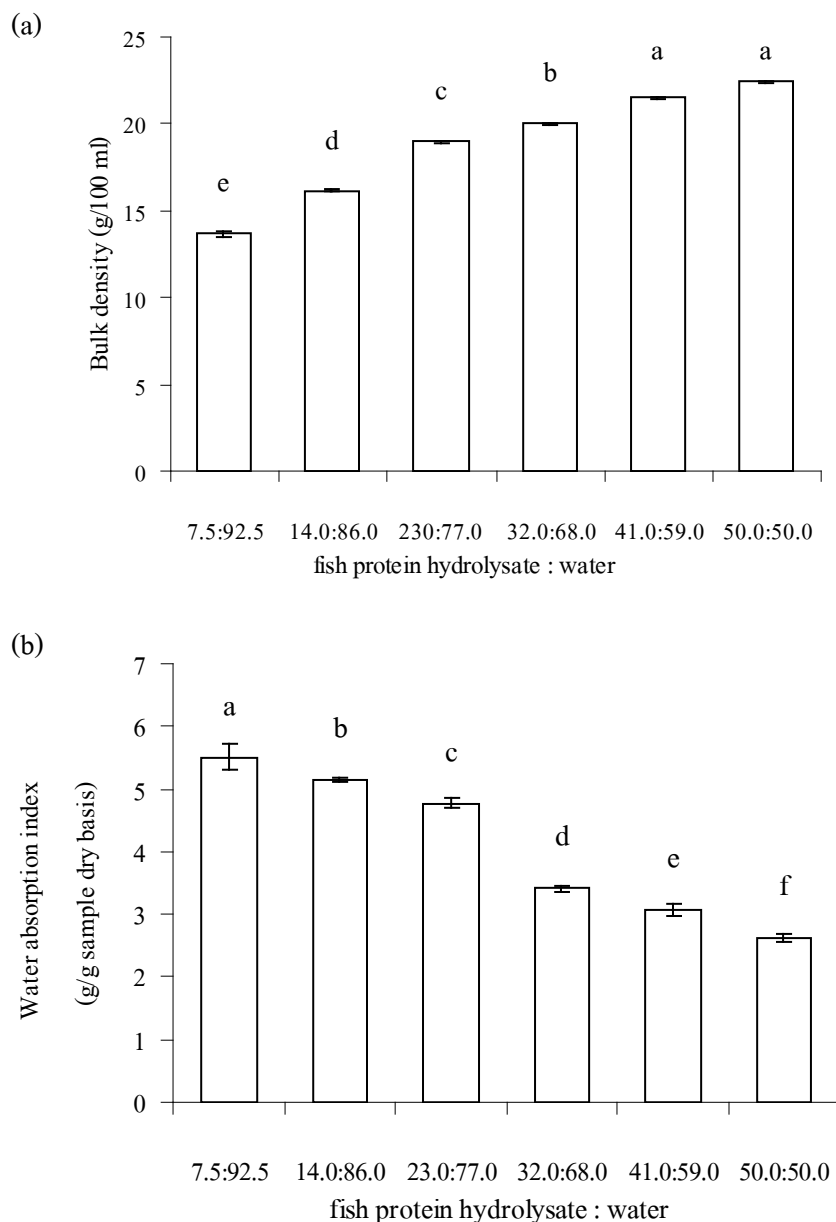 (a)
Bulk density (g/100 ml)
25
20
15
10
5
0
e
d
c
b
a
a
7.5:92.5 14.0:86.0 230:77.0 32.0:68.0 41.0:59.0 50.0:50.0
fish protein hydrolysate : water
(b)
Water absorption index
(g/g sample dry basis)
7
6
5
4
3
2
1
0
a
b
c
d
e
f
7.5:92.5 14.0:86.0 23.0:77.0 32.0:68.0 41.0:59.0 50.0:50.0
fish protein hydrolysate : water